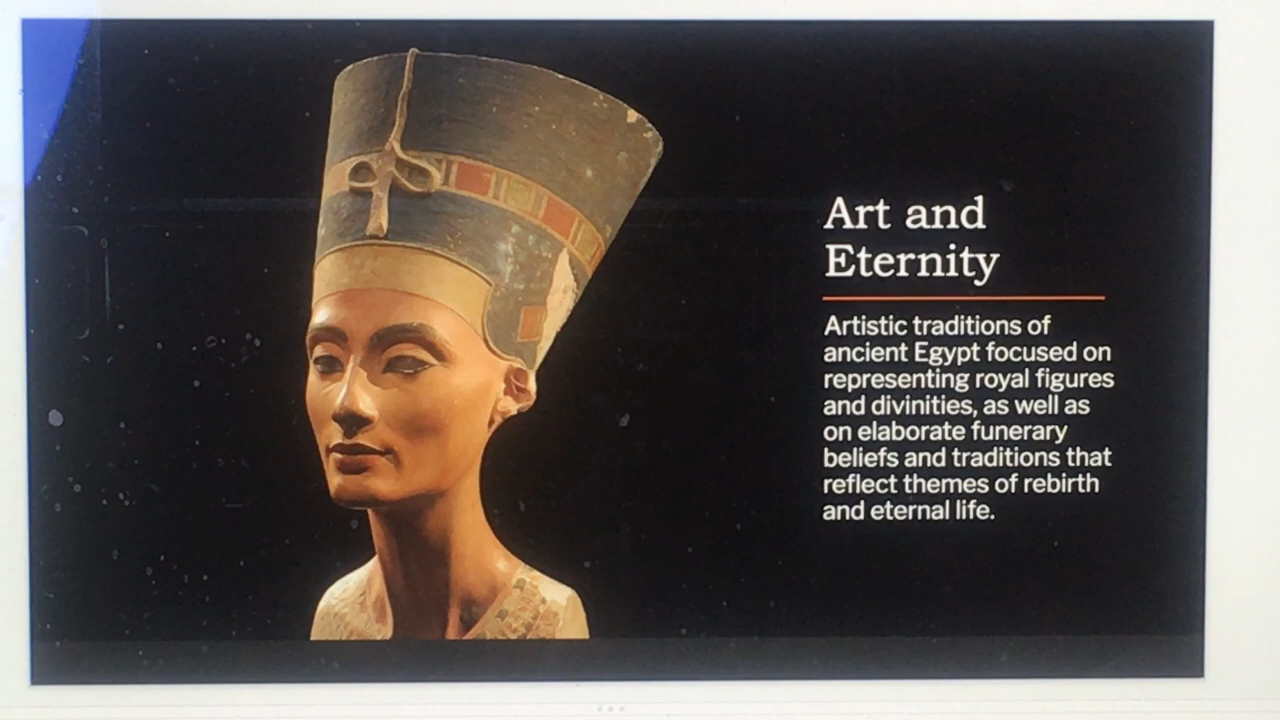 Art and
Eternity
Artistic traditions of
ancient Egypt focused on
representing royal figures
and divinities, as well as
on elaborate funerary
beliefs and traditions that
reflect themes of rebirth
and eternal life.